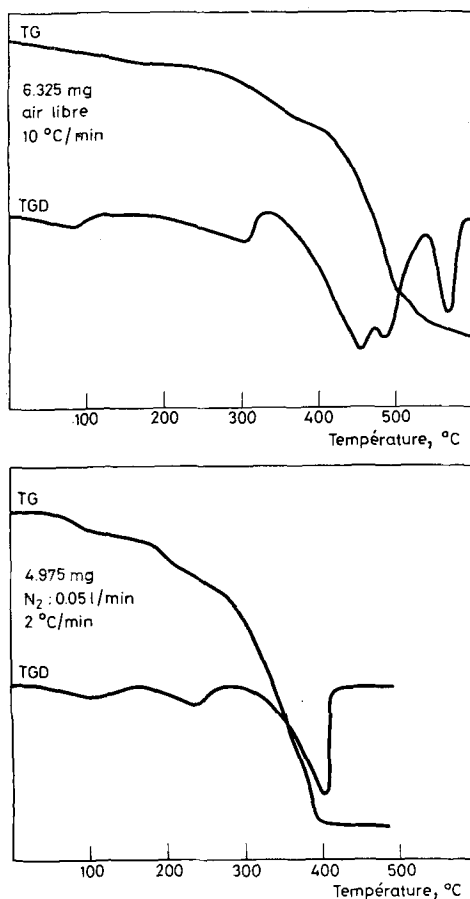 TG
6.325 mg
air libre
10 °C/min
TGD
100 200 300 400 500
Température, °C
TG
4.975 mg
N₂ : 0.05 l/min
2 °C/min
TGD
100 200 300 400 500
Température, °C